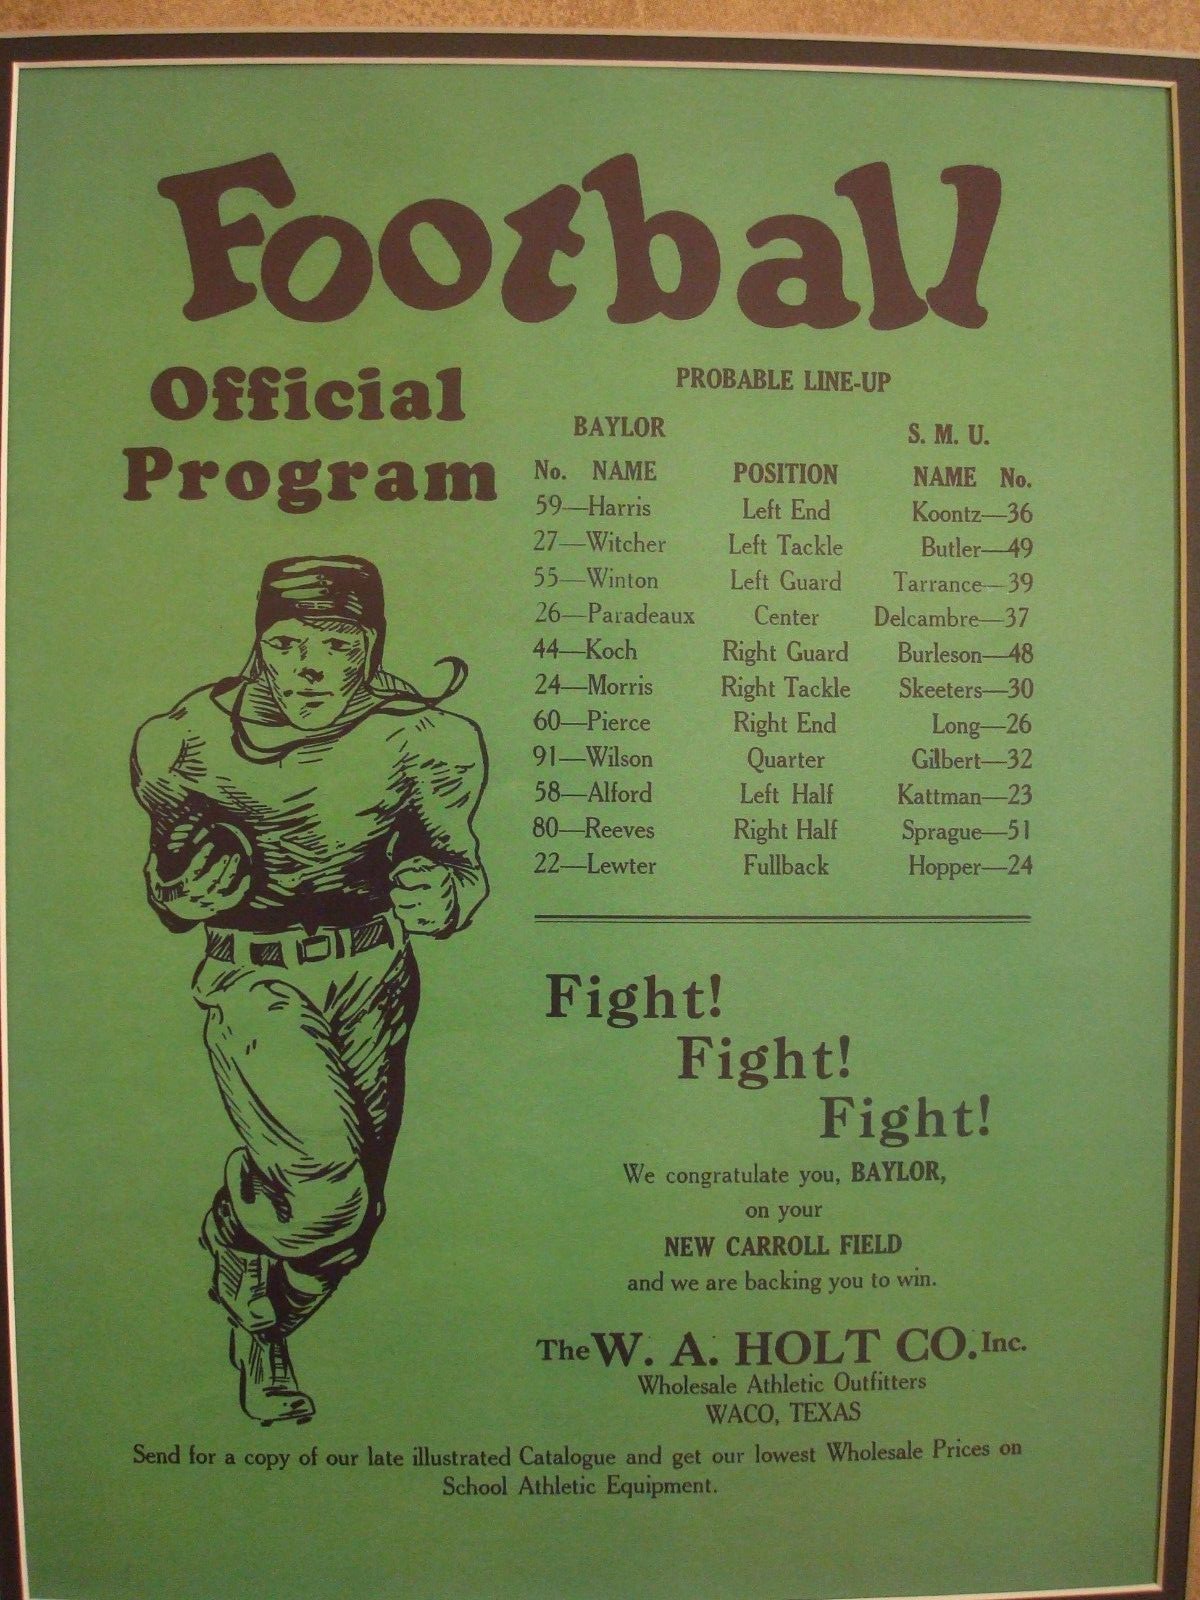 Football
Official
Program
PROBABLE LINE-UP
BAYLOR S. M. U.
No. NAME POSITION NAME No.
59—Harris Left End Koontz—36
27—Witcher Left Tackle Butler—49
55—Winton Left Guard Tarrance—39
26—Paradeaux Center Delcambre—37
44—Koch Right Guard Burleson—48
24—Morris Right Tackle Skeeters—30
60—Pierce Right End Long—26
91—Wilson Quarter Gilbert—32
58—Alford Left Half Kattman—23
80—Reeves Right Half Sprague—51
22—Lewter Fullback Hopper—24
Fight!
Fight!
Fight!
We congratulate you, BAYLOR,
on your
NEW CARROLL FIELD
and we are backing you to win.
The W. A. HOLT CO. Inc.
Wholesale Athletic Outfitters
WACO, TEXAS
Send for a copy of our late illustrated Catalogue and get our lowest Wholesale Prices on
School Athletic Equipment.